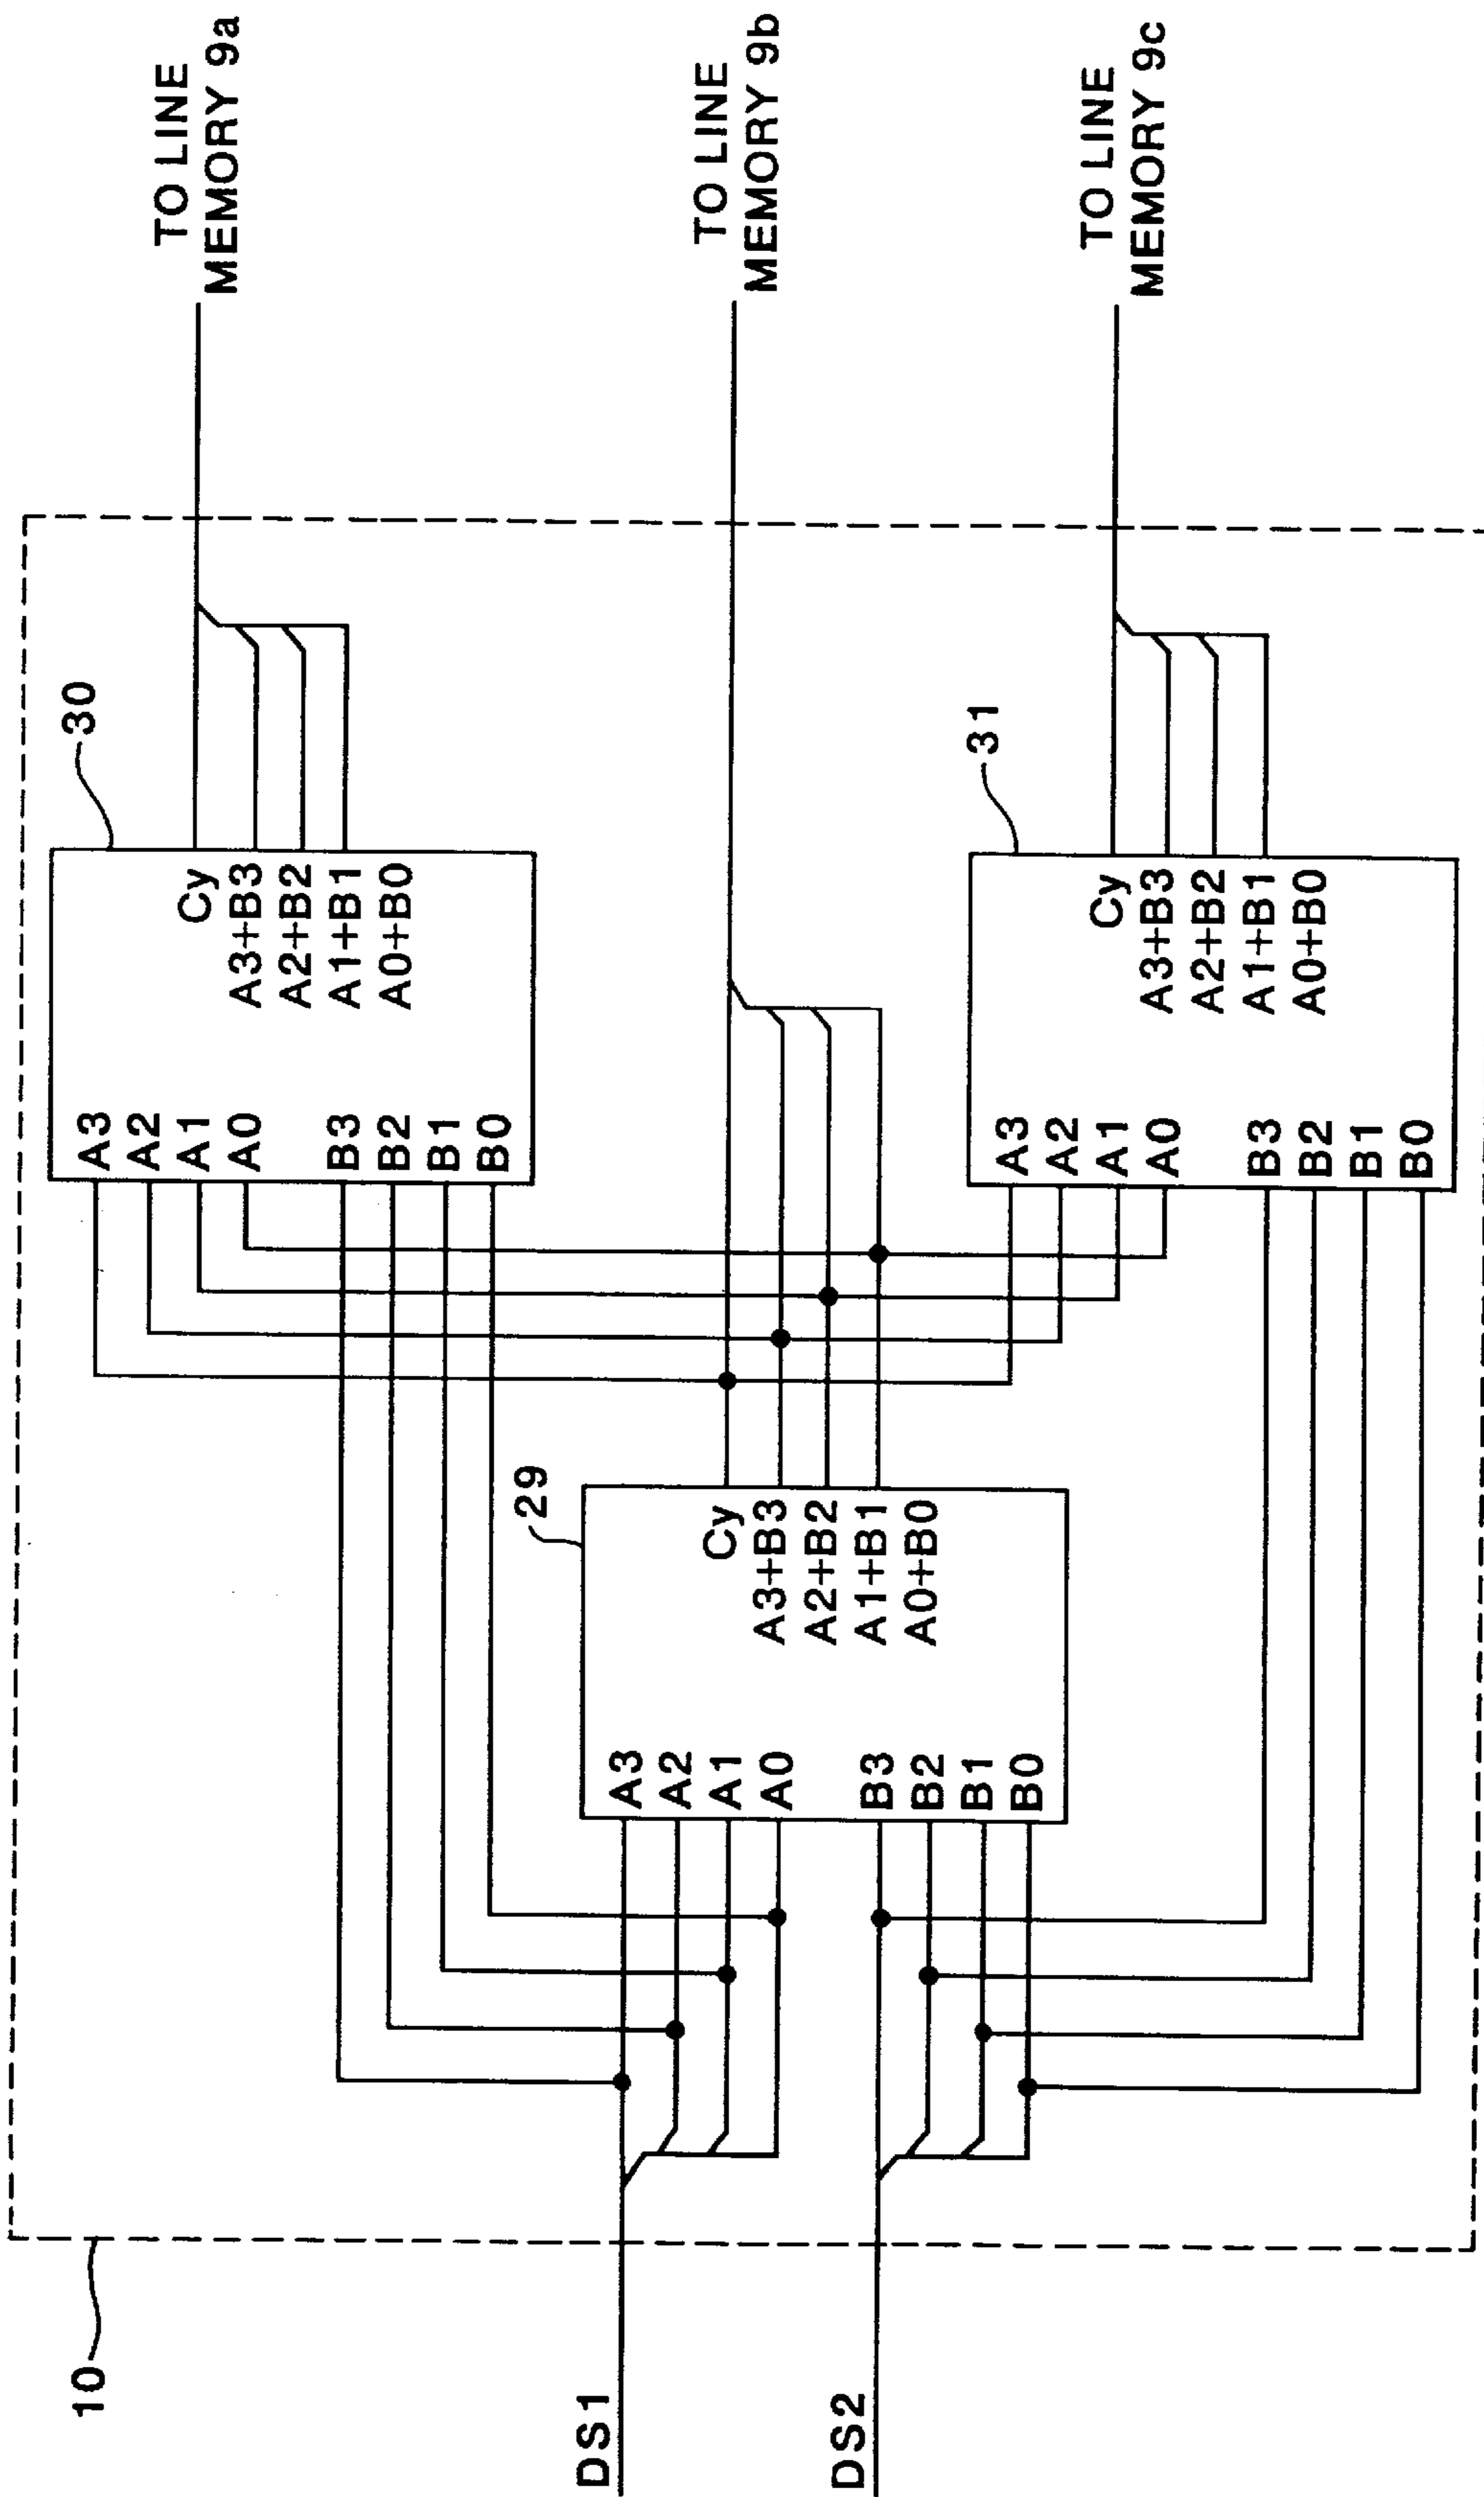 10
DS1
DS2
29
A3
A2
A1
A0
B3
B2
B1
B0
Cy
A3+B3
A2+B2
A1+B1
A0+B0
30
A3
A2
A1
A0
B3
B2
B1
B0
Cy
A3+B3
A2+B2
A1+B1
A0+B0
31
A3
A2
A1
A0
B3
B2
B1
B0
Cy
A3+B3
A2+B2
A1+B1
A0+B0
TO LINE
MEMORY 9a
TO LINE
MEMORY 9b
TO LINE
MEMORY 9c